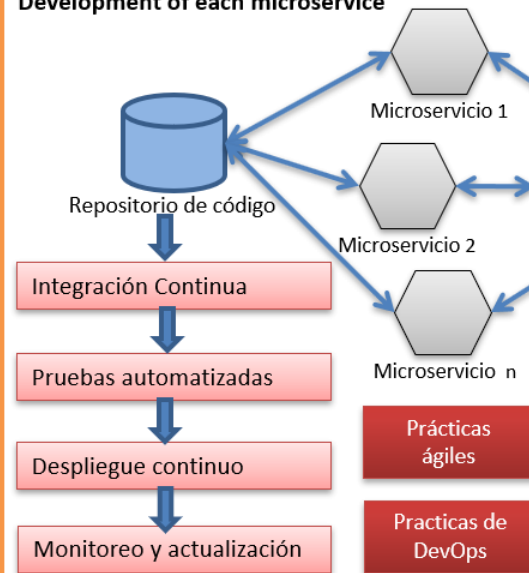 Development of each microservice
Microservicio 1
Repositorio de código
Microservicio 2
Integración Continua
Microservicio n
Pruebas automatizadas
Prácticas
ágiles
Despliegue continuo
Practicas de
DevOps
Monitoreo y actualización